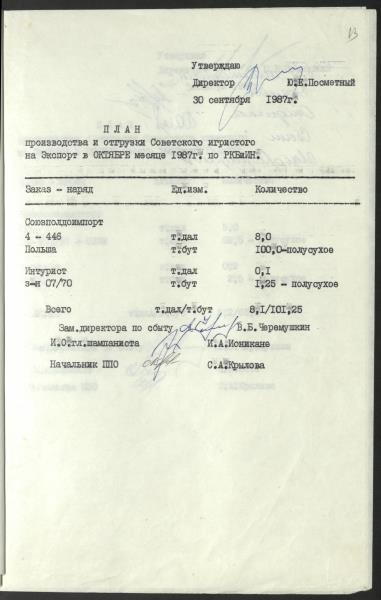 13
Утверждаю
Директор Ю.Е.Посметный
30 сентября 1987г.
П Л А Н
производства и отгрузки Советского игристого
на Экспорт в ОКТЯБРЕ месяце 1987г. по РКВиИН.
Заказ - наряд Ед.изм. Количество
Союзплодоимпорт
4 - 446 т.дал 8,0
Польша т.бут 100,0-полусухое
Интурист т.дал 0,1
з-н 07/70 т.бут 1,25 - полусухое
Всего т.дал/т.бут 8,1/101,25
Зам.директора по сбыту В.Б.Черемушкин
И.О.гл.шампаниста И.А.Ионикане
Начальник ППО С.А.Крылова